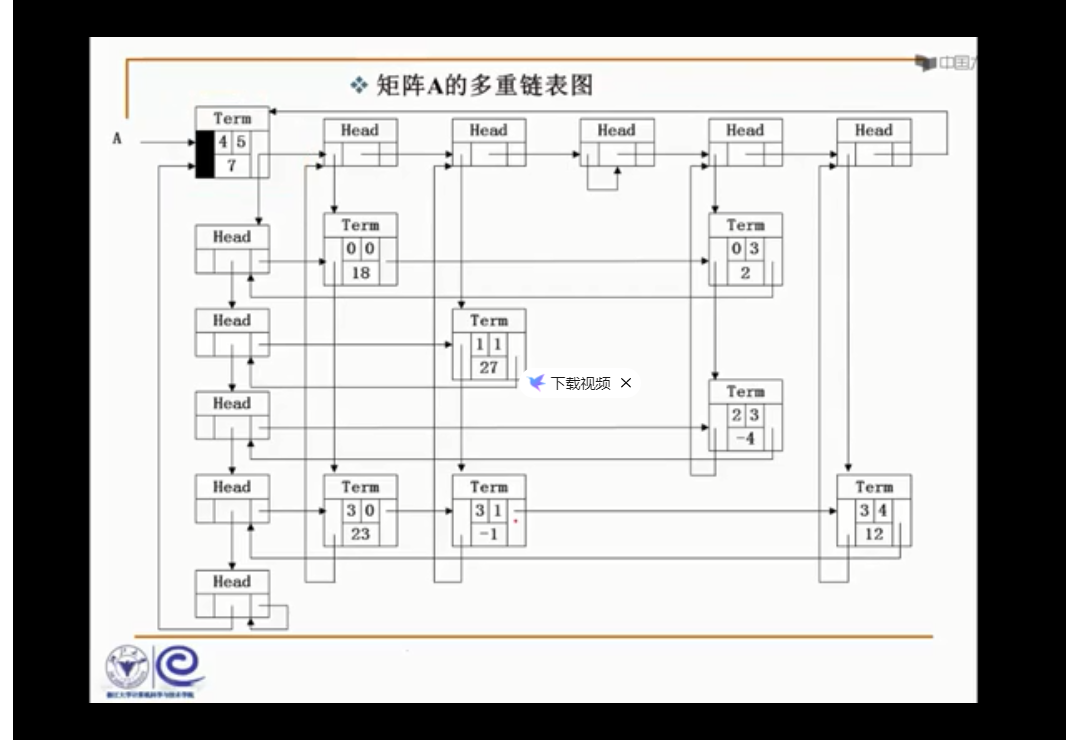 中国大
❖ 矩阵A的多重链表图
A
Term
4 5
7
Head
Head
Head
Head
Head
Head
Term
0 0
18
Term
0 3
2
Head
Term
1 1
27
下载视频 ×
Head
Term
2 3
-4
Head
Term
3 0
23
Term
3 1
-1
Term
3 4
12
Head
浙江大学计算机科学与技术学院